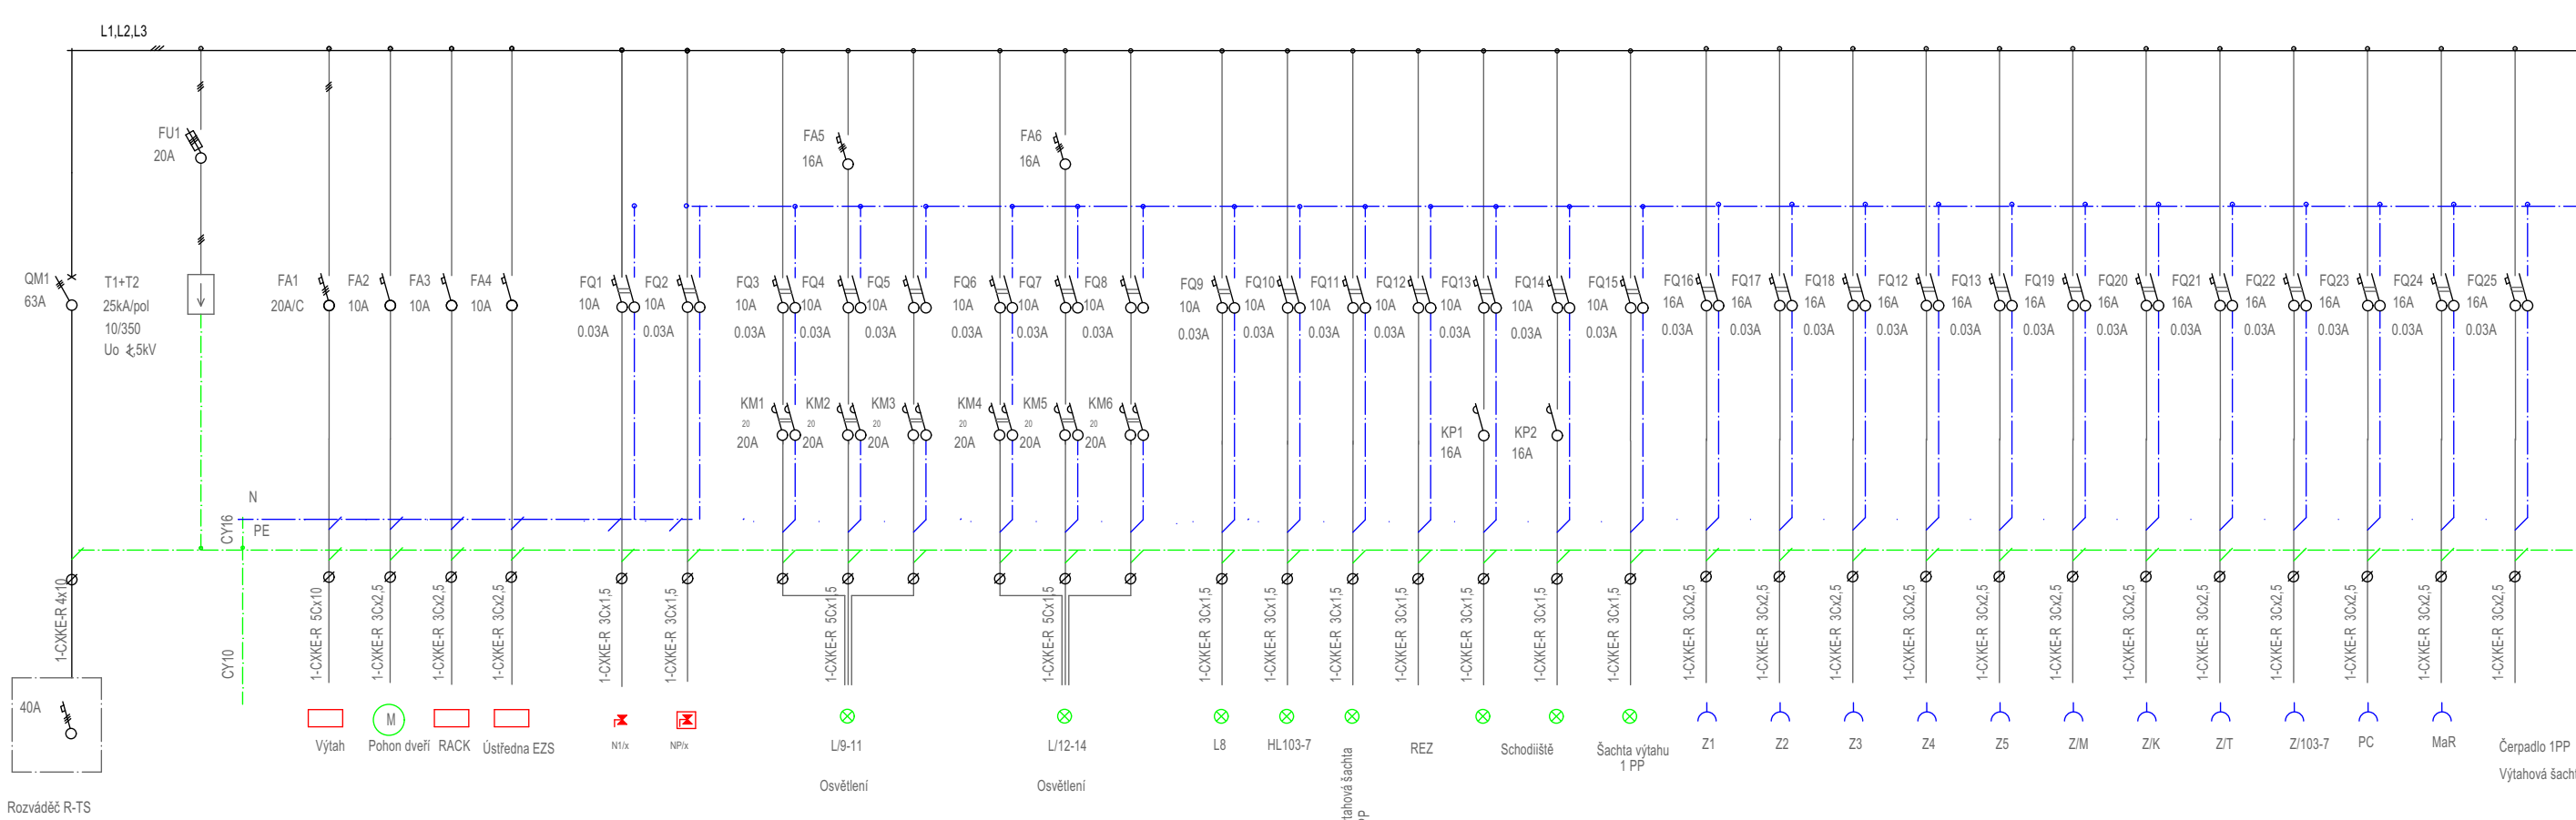 L1,L2,L3
FU1
20A
FA5
16A
FA6
16A
QM1
63A
T1+T2
25kA/pol
10/350
Uo
,5kV
FA1
20A/C
FA2
10A
FA3
10A
FA4
10A
FQ1
10A
0.03A
FQ2
10A
0.03A
FQ3
10A
0.03A
FQ4
10A
0.03A
FQ5
10A
0.03A
FQ6
10A
0.03A
FQ7
10A
0.03A
FQ8
10A
0.03A
FQ9
10A
0.03A
FQ10
10A
0.03A
FQ11
10A
0.03A
FQ12
10A
0.03A
FQ13
10A
0.03A
FQ14
10A
0.03A
FQ15
10A
0.03A
FQ16
16A
0.03A
FQ17
16A
0.03A
FQ18
16A
0.03A
FQ12
16A
0.03A
FQ13
16A
0.03A
FQ19
16A
0.03A
FQ20
16A
0.03A
FQ21
16A
0.03A
FQ22
16A
0.03A
FQ23
16A
0.03A
FQ24
16A
0.03A
FQ25
16A
0.03A
KM1
20
20A
KM2
20
20A
KM3
20
20A
KM4
20
20A
KM5
20
20A
KM6
20
20A
KP1
16A
KP2
16A
N
PE
CY16
CY10
1-CXKE-R 4x10
1-CXKE-R 5Cx10
1-CXKE-R 3Cx2,5
1-CXKE-R 3Cx2,5
1-CXKE-R 3Cx2,5
1-CXKE-R 3Cx1,5
1-CXKE-R 3Cx1,5
1-CXKE-R 5Cx1,5
1-CXKE-R 5Cx1,5
1-CXKE-R 3Cx1,5
1-CXKE-R 3Cx1,5
1-CXKE-R 3Cx1,5
1-CXKE-R 3Cx1,5
1-CXKE-R 3Cx1,5
1-CXKE-R 3Cx1,5
1-CXKE-R 3Cx1,5
1-CXKE-R 3Cx2,5
1-CXKE-R 3Cx2,5
1-CXKE-R 3Cx2,5
1-CXKE-R 3Cx2,5
1-CXKE-R 3Cx2,5
1-CXKE-R 3Cx2,5
1-CXKE-R 3Cx2,5
1-CXKE-R 3Cx2,5
1-CXKE-R 3Cx2,5
1-CXKE-R 3Cx2,5
1-CXKE-R 3Cx2,5
1-CXKE-R 3Cx2,5
40A
Rozváděč R-TS
Výtah
M
Pohon dveří
RACK
Ústředna EZS
N1/x
NP/x
L/9-11
Osvětlení
L/12-14
Osvětlení
L8
HL103-7
tahová šachta
PP
REZ
Schodiiště
Šachta výtahu
1 PP
Z1
Z2
Z3
Z4
Z5
Z/M
Z/K
Z/T
Z/103-7
PC
MaR
Čerpadlo 1PP
Výtahová šacht